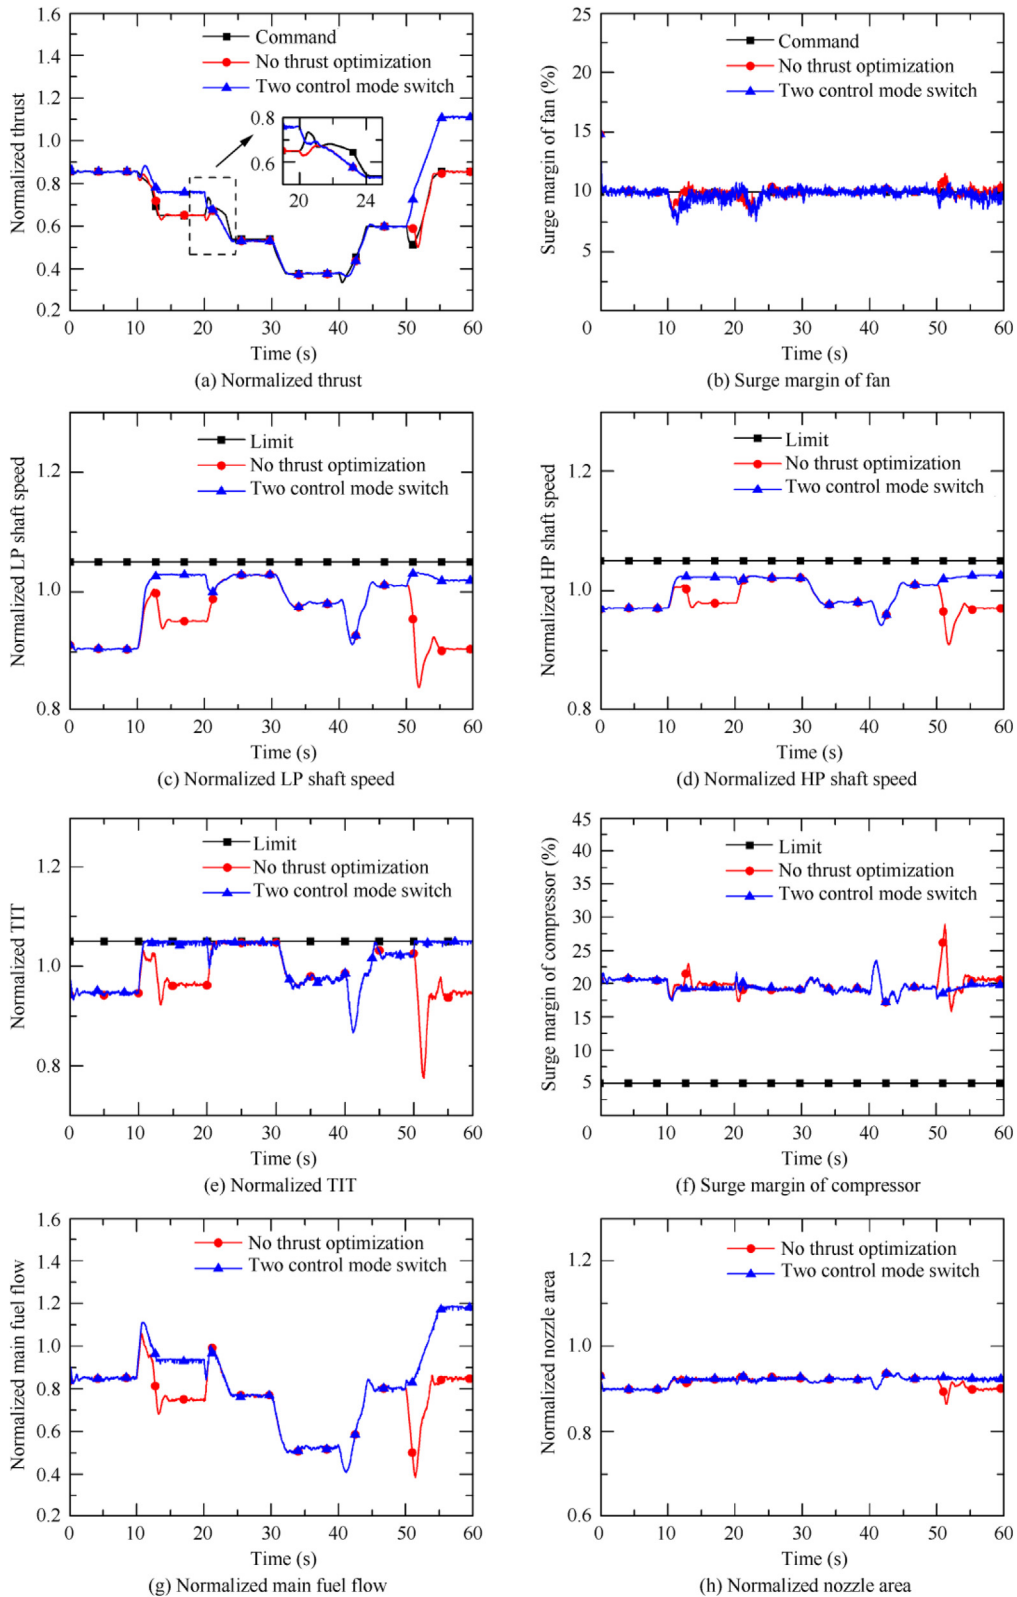 1.6
1.4
1.2
1.0
0.8
0.6
0.4
0.2
Normalized thrust
Command
No thrust optimization
Two control mode switch
0.8
0.6
20
24
0
10
20
30
40
50
60
Time (s)
(a) Normalized thrust
25
20
15
10
5
0
Surge margin of fan (%)
Command
No thrust optimization
Two control mode switch
0
10
20
30
40
50
60
Time (s)
(b) Surge margin of fan
1.2
1.0
0.8
Normalized LP shaft speed
Limit
No thrust optimization
Two control mode switch
0
10
20
30
40
50
60
Time (s)
(c) Normalized LP shaft speed
1.2
1.0
0.8
Normalized HP shaft speed
Limit
No thrust optimization
Two control mode switch
0
10
20
30
40
50
60
Time (s)
(d) Normalized HP shaft speed
1.2
1.0
0.8
Normalized TIT
Limit
No thrust optimization
Two control mode switch
0
10
20
30
40
50
60
Time (s)
(e) Normalized TIT
45
40
35
30
25
20
15
10
5
Surge margin of compressor (%)
Limit
No thrust optimization
Two control mode switch
0
10
20
30
40
50
60
Time (s)
(f) Surge margin of compressor
1.6
1.4
1.2
1.0
0.8
0.6
0.4
0.2
Normalized main fuel flow
No thrust optimization
Two control mode switch
0
10
20
30
40
50
60
Time (s)
(g) Normalized main fuel flow
1.2
0.9
0.6
Normalized nozzle area
No thrust optimization
Two control mode switch
0
10
20
30
40
50
60
Time (s)
(h) Normalized nozzle area